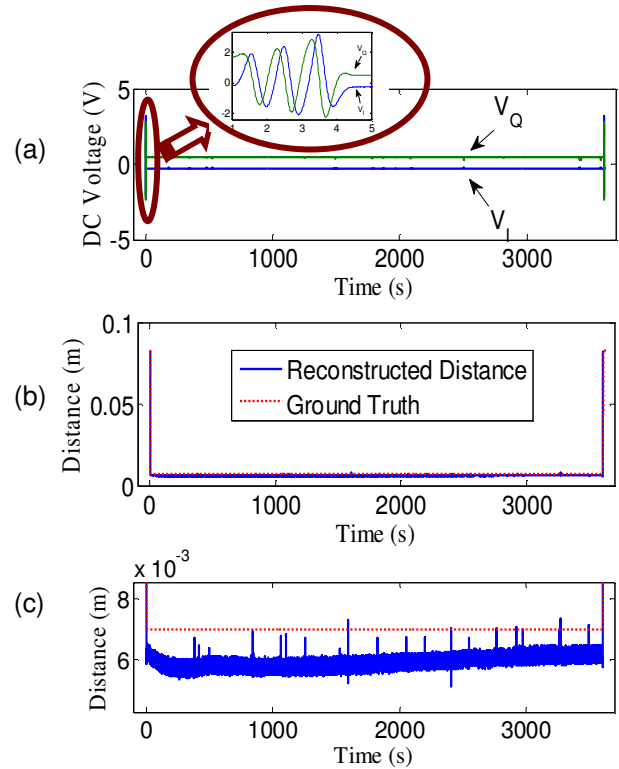 (a)
DC Voltage (V)
5
0
-5
2
0
-2
1 2 3 4 5
V_Q
V_I
V_Q
V_I
0 1000 2000 3000
Time (s)
(b)
Distance (m)
0.1
0.05
0
Reconstructed Distance
Ground Truth
0 1000 2000 3000
Time (s)
(c)
x 10^-3
Distance (m)
8
6
0 1000 2000 3000
Time (s)